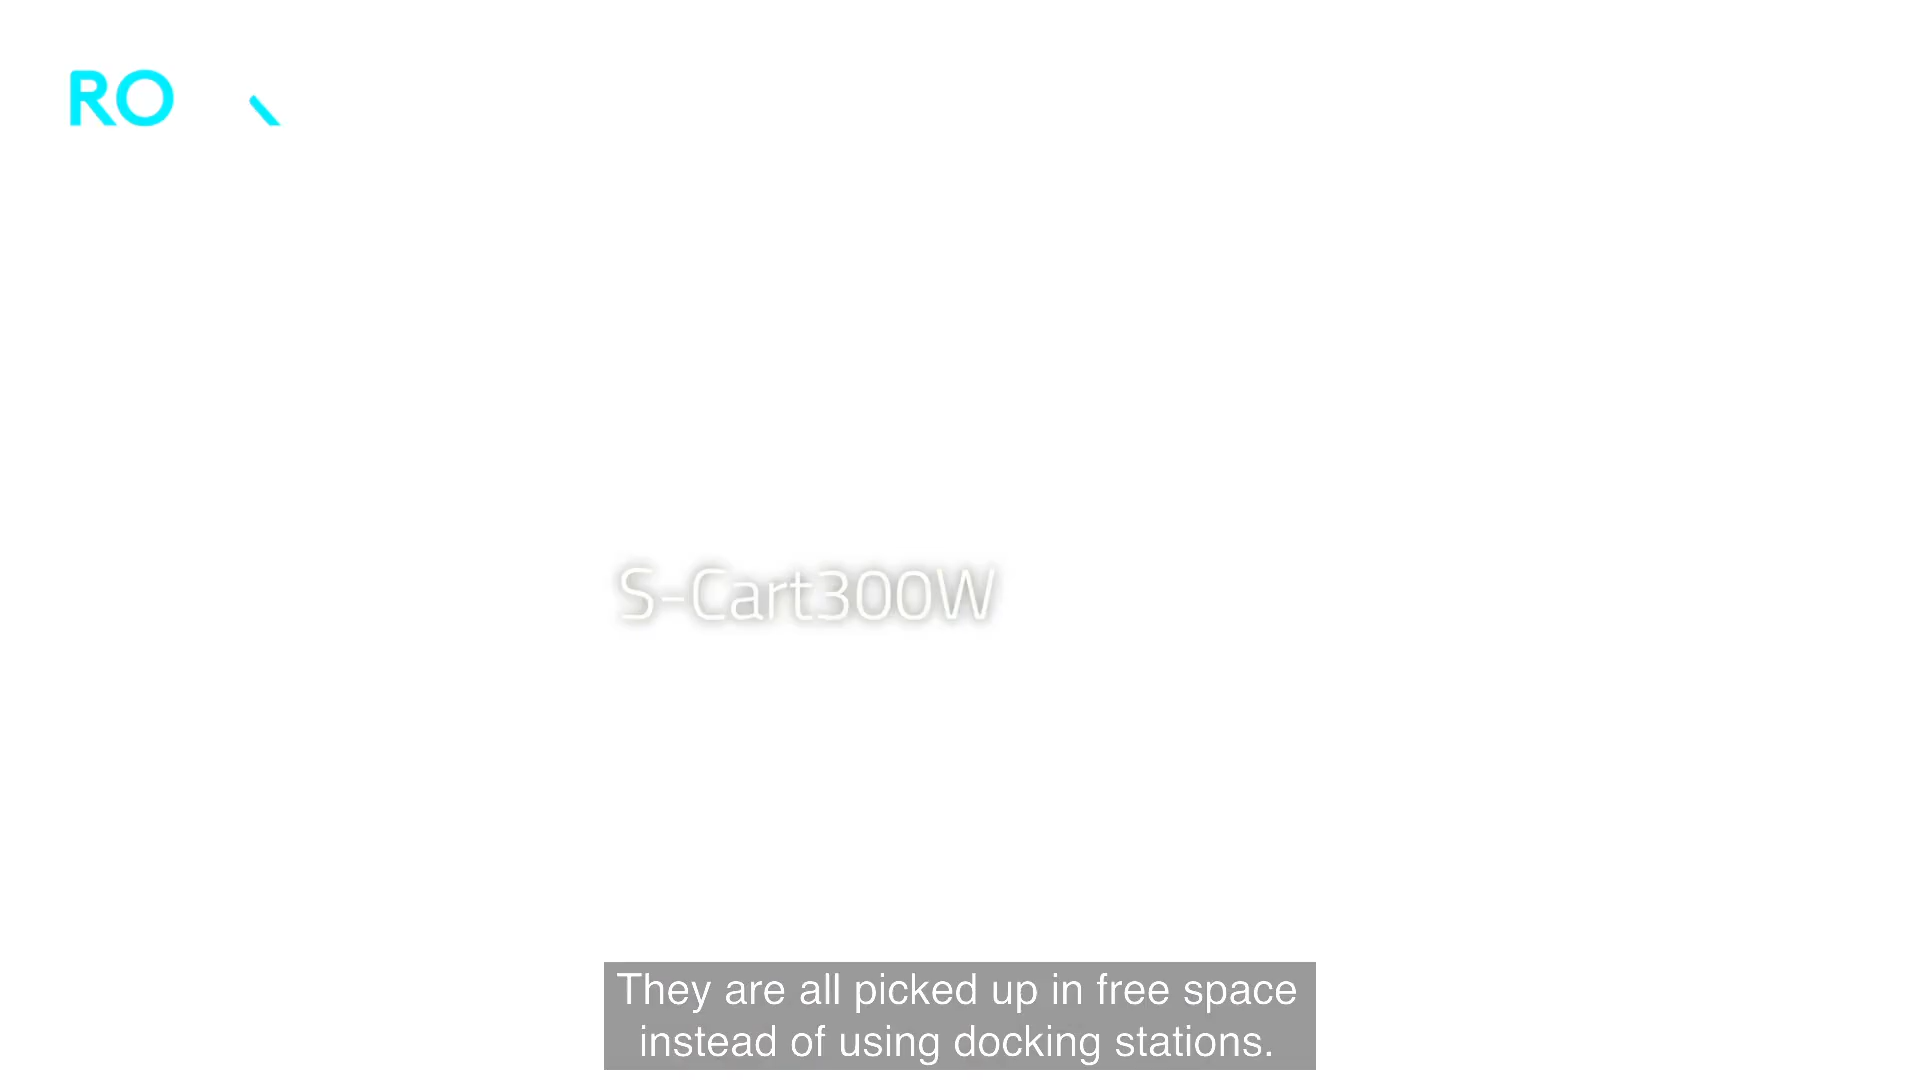 RO
S-Cart300W
They are all picked up in free space
instead of using docking stations.